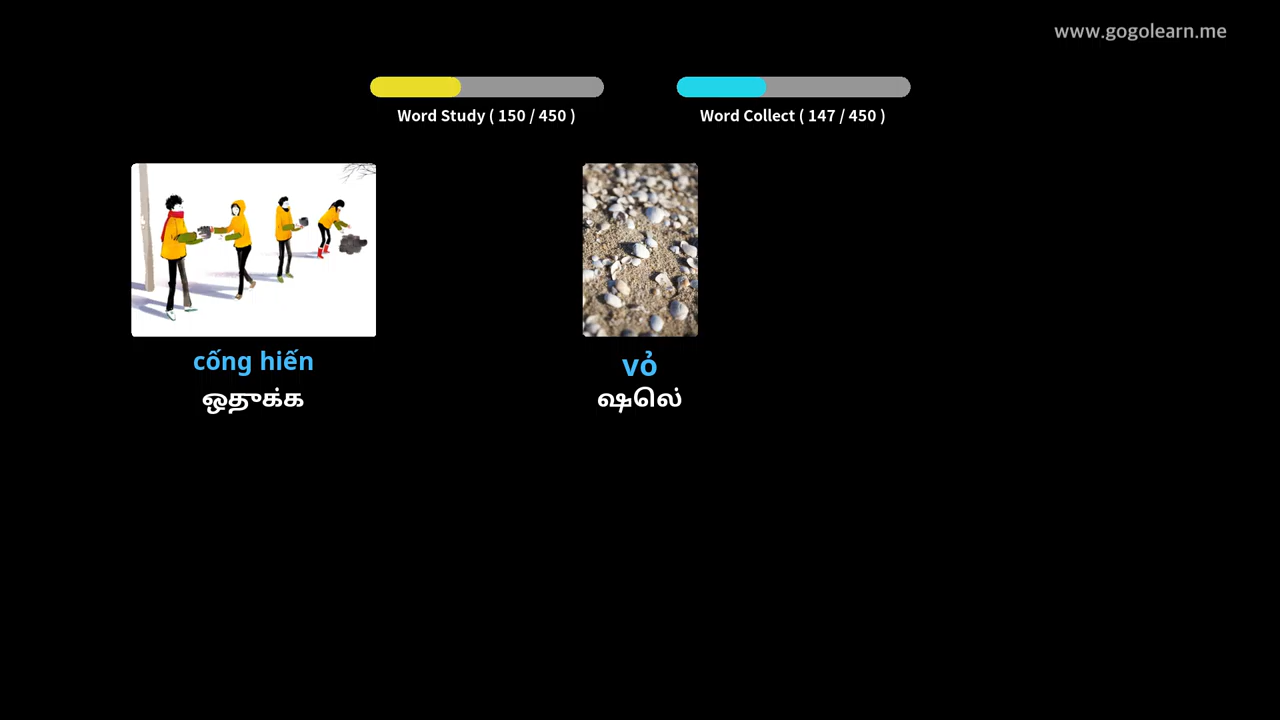 www.gogolearn.me
Word Study ( 150 / 450 )
Word Collect ( 147 / 450 )
cống hiến
ஒதுக்க
vỏ
ஷெல்